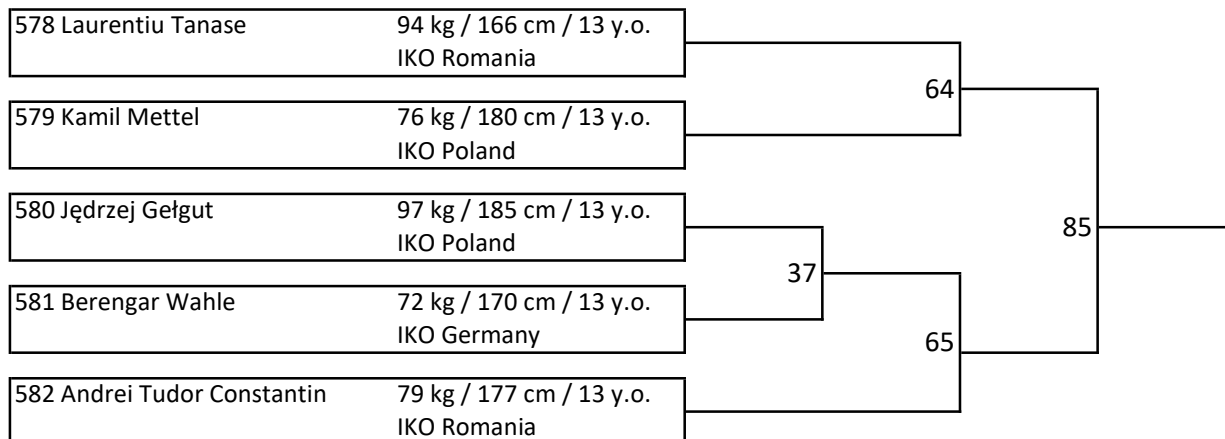 578 Laurentiu Tanase 94 kg / 166 cm / 13 y.o.
IKO Romania
64
579 Kamil Mettel 76 kg / 180 cm / 13 y.o.
IKO Poland
580 Jędrzej Gełgut 97 kg / 185 cm / 13 y.o.
IKO Poland
85
37
581 Berengar Wahle 72 kg / 170 cm / 13 y.o.
IKO Germany
65
582 Andrei Tudor Constantin 79 kg / 177 cm / 13 y.o.
IKO Romania